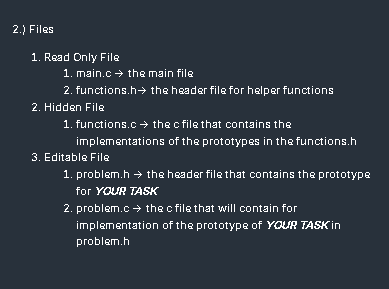 2.) Files
1. Read Only File
1. main.c → the main file
2. functions.h→ the header file for helper functions
2. Hidden File
1. functions.c → the c file that contains the
implementations of the prototypes in the functions.h
3. Editable File
1. problem.h → the header file that contains the prototype
for YOUR TASK
2. problem.c → the c file that will contain for
implementation of the prototype of YOUR TASK in
problem.h